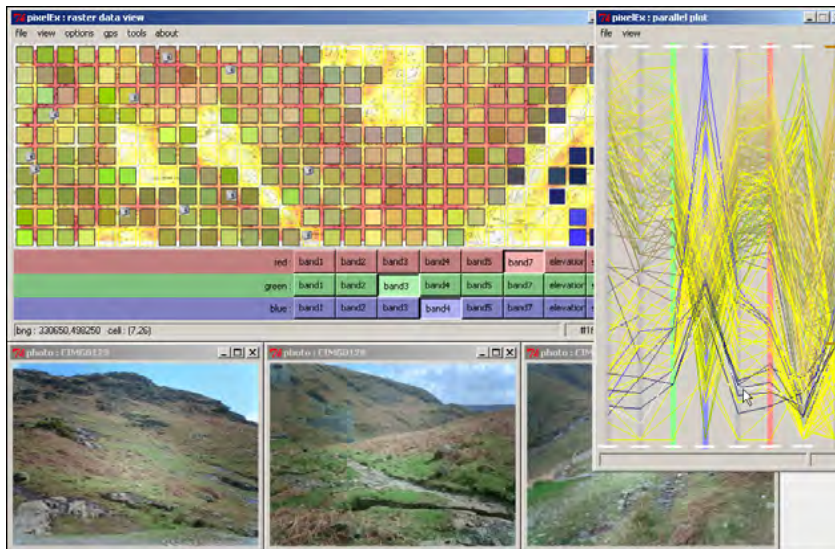 pixelEx : raster data view
file view options gps tools about
red band1 band2 band3 band4 band5 band7 elevation
green band1 band2 band3 band4 band5 band7 elevation
blue band1 band2 band3 band4 band5 band7 elevation
bng : 330650,498250 cell : (7,26)
pixelEx : parallel plot
file view
photo : CIMG0129
photo : CIMG0128
photo :